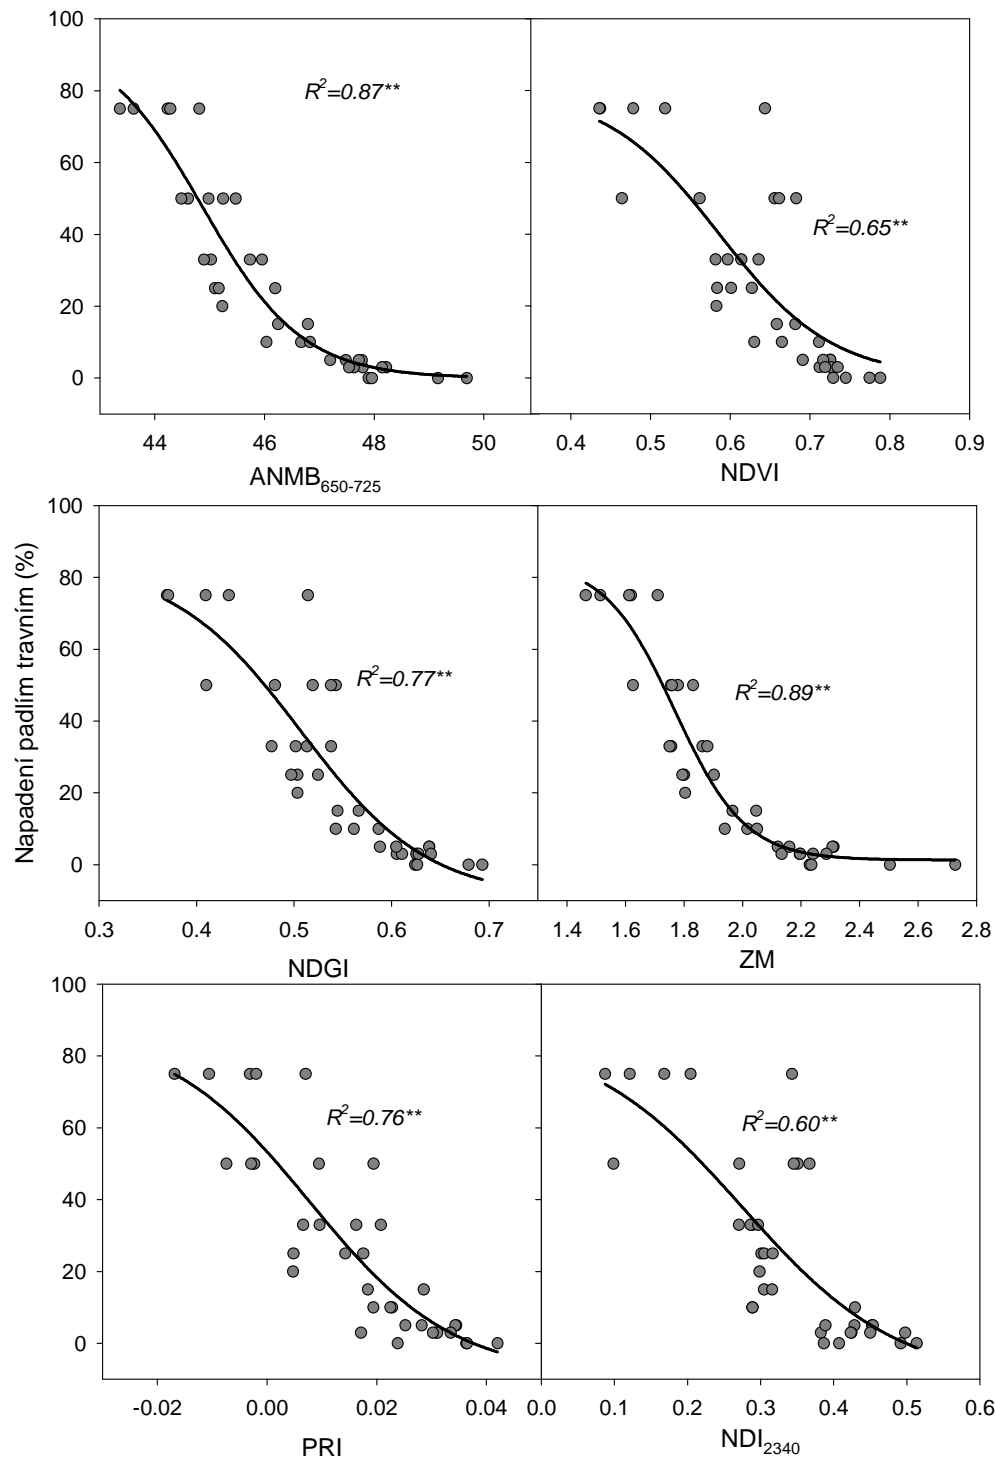 100
80
60
40
20
0
R²=0.87**
R²=0.65**
44 46 48 50
0.4 0.5 0.6 0.7 0.8 0.9
ANMB650-725
NDVI
Napadení padlím travním (%)
100
80
60
40
20
0
R²=0.77**
R²=0.89**
0.3 0.4 0.5 0.6 0.7
1.4 1.6 1.8 2.0 2.2 2.4 2.6 2.8
NDGI
ZM
100
80
60
40
20
0
R²=0.76**
R²=0.60**
-0.02 0.00 0.02 0.04
0.0 0.1 0.2 0.3 0.4 0.5 0.6
PRI
NDI2340